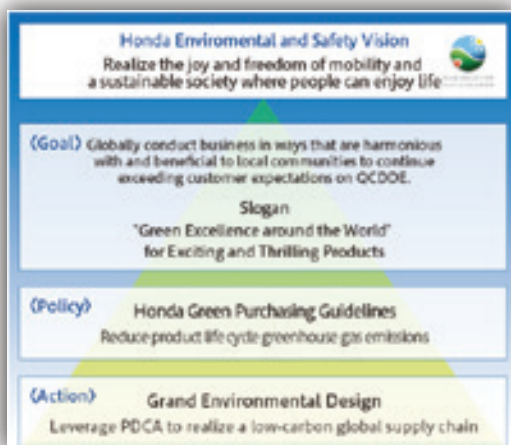 Honda Enviromental and Safety Vision
Realize the joy and freedom of mobility and
a sustainable society where people can enjoy life
(Goal) Globally conduct business in ways that are harmonious
with and beneficial to local communities to continue
exceeding customer expectations on QCDDE.
Slogan
"Green Excellence around the World"
for Exciting and Thrilling Products
(Policy) Honda Green Purchasing Guidelines
Reduce product life cycle greenhouse gas emissions
(Action) Grand Environmental Design
Leverage PDCA to realize a low-carbon global supply chain